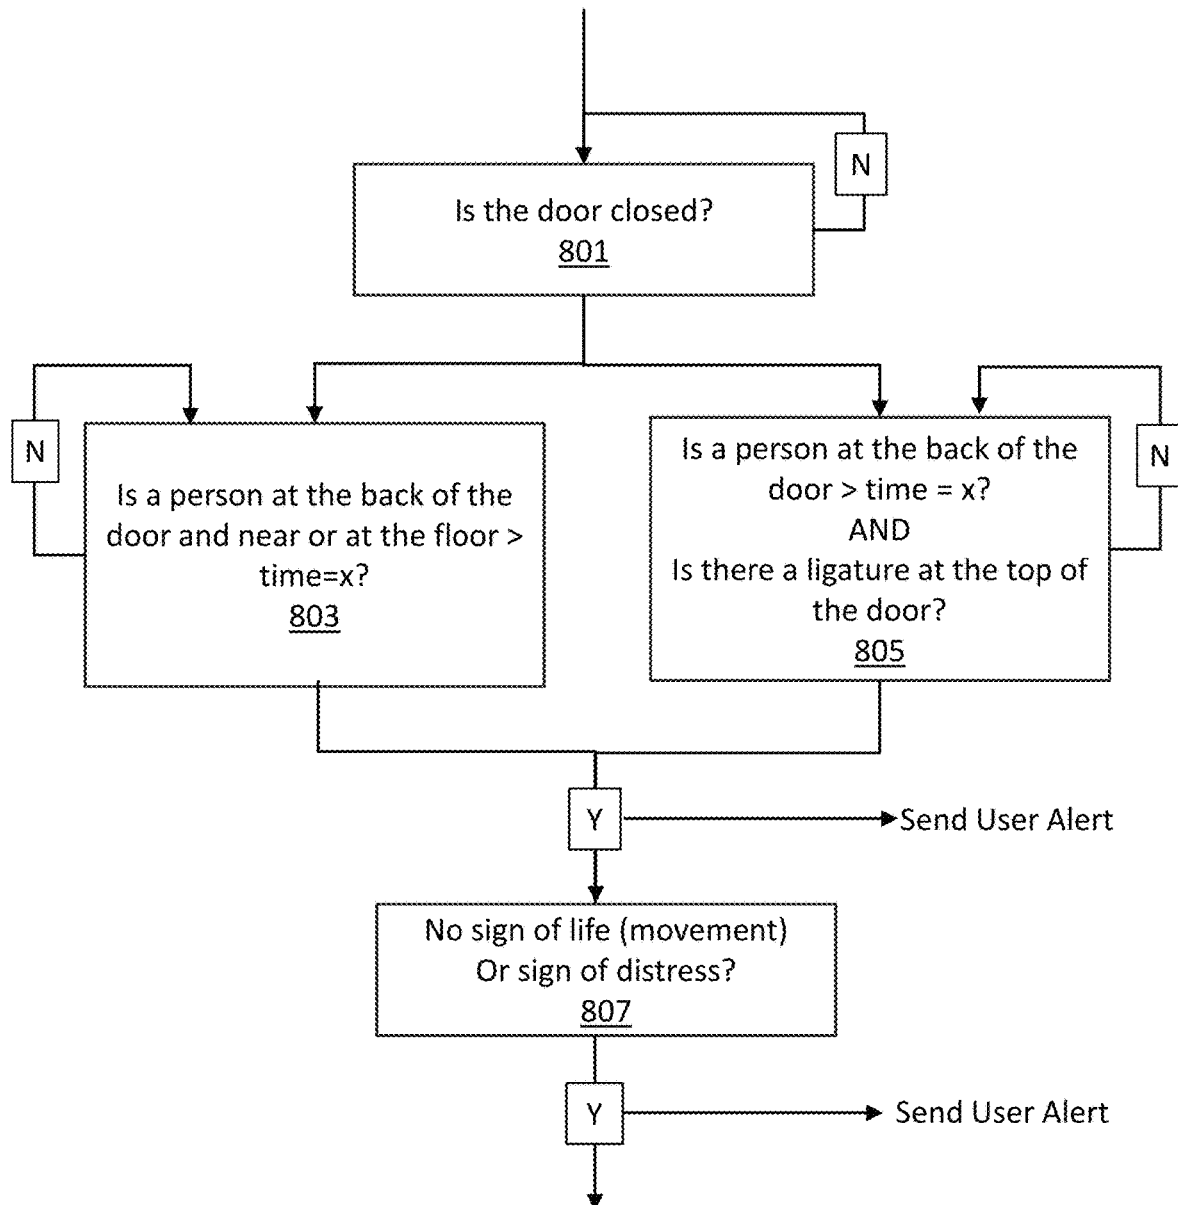 N
Is the door closed?
801
N
Is a person at the back of the
door and near or at the floor >
time=x?
803
Is a person at the back of the
door > time = x?
AND
Is there a ligature at the top of
the door?
805
N
Y
Send User Alert
No sign of life (movement)
Or sign of distress?
807
Y
Send User Alert